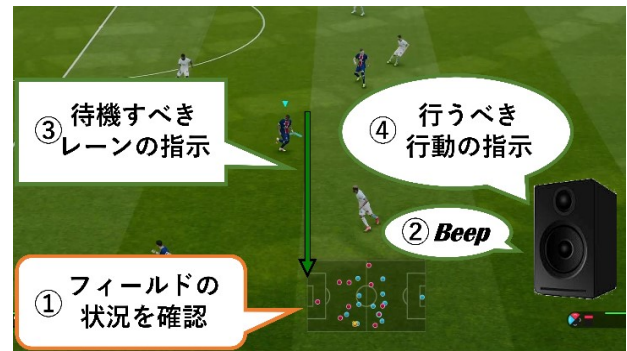 ③ 待機すべき
レーンの指示
④ 行うべき
行動の指示
② Beep
① フィールドの
状況を確認